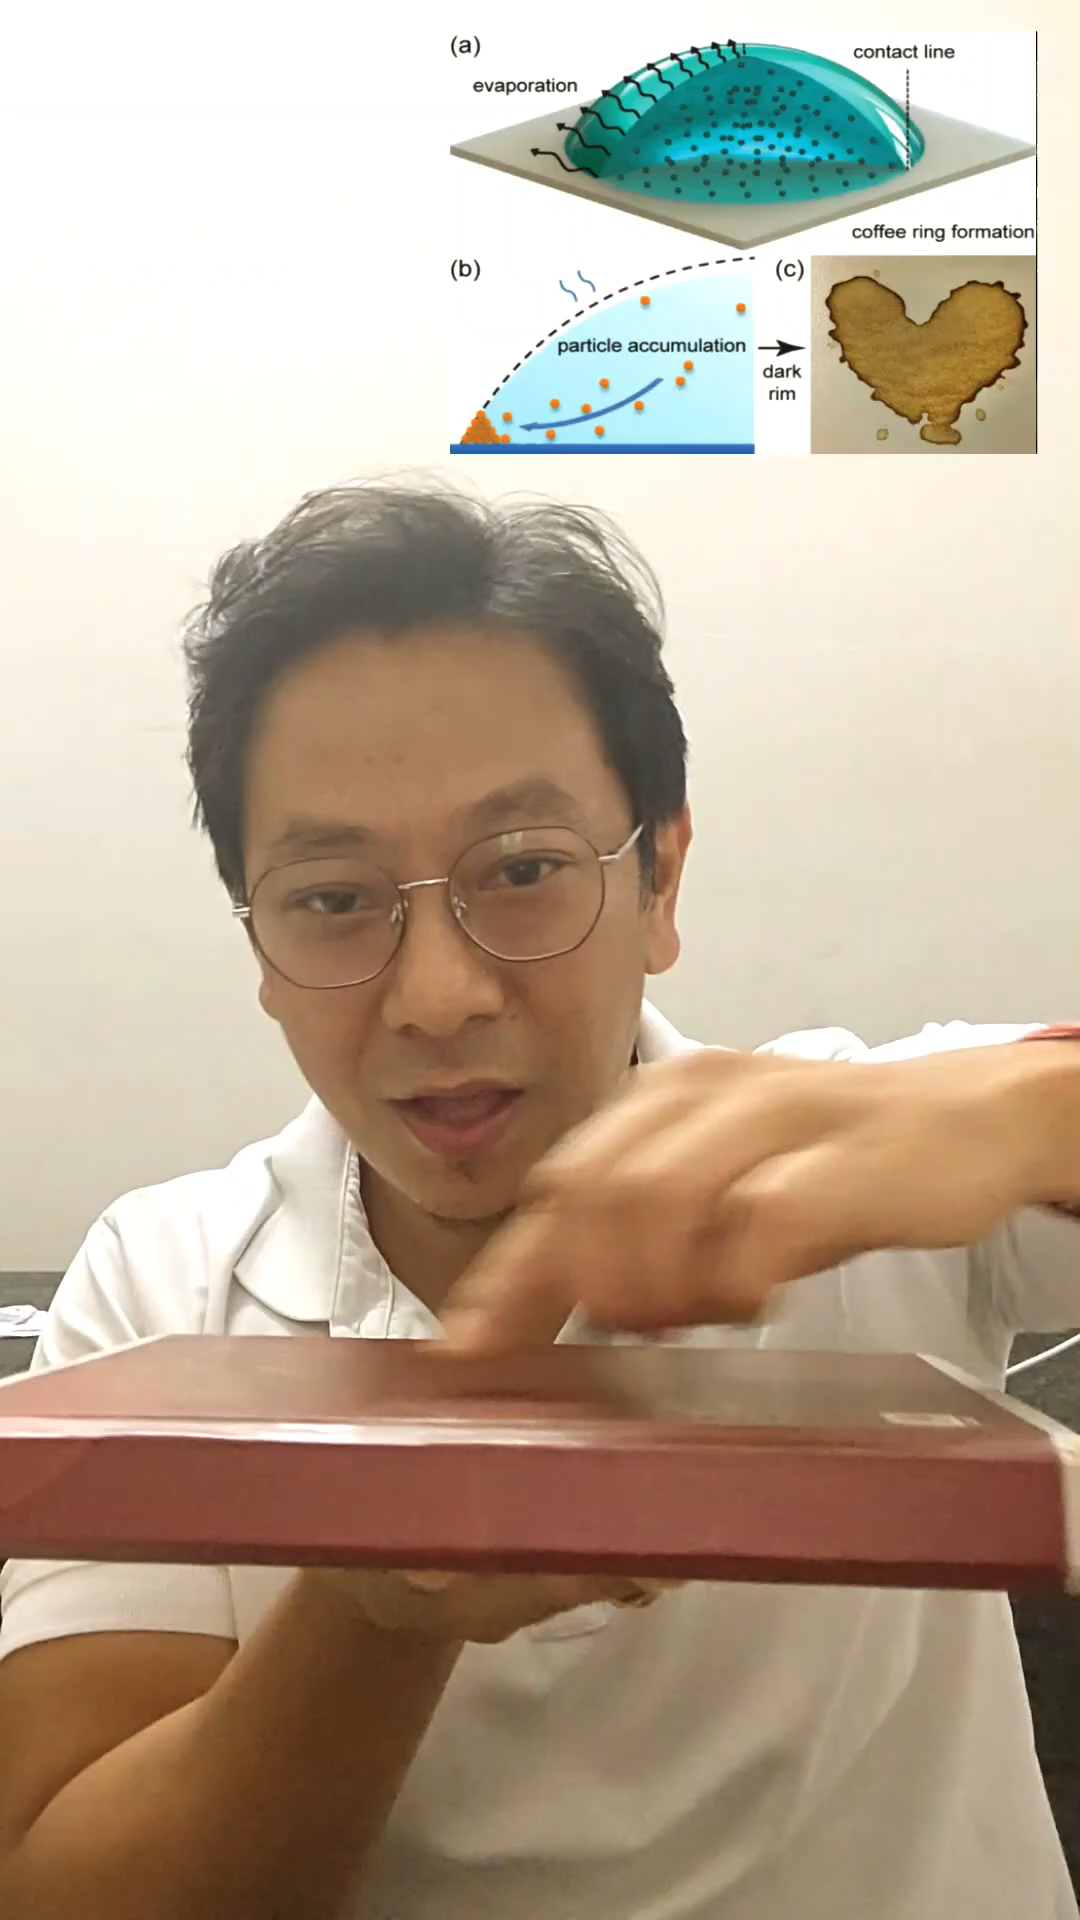 (a)
contact line
evaporation
coffee ring formation
(b)
(c)
particle accumulation
dark
rim